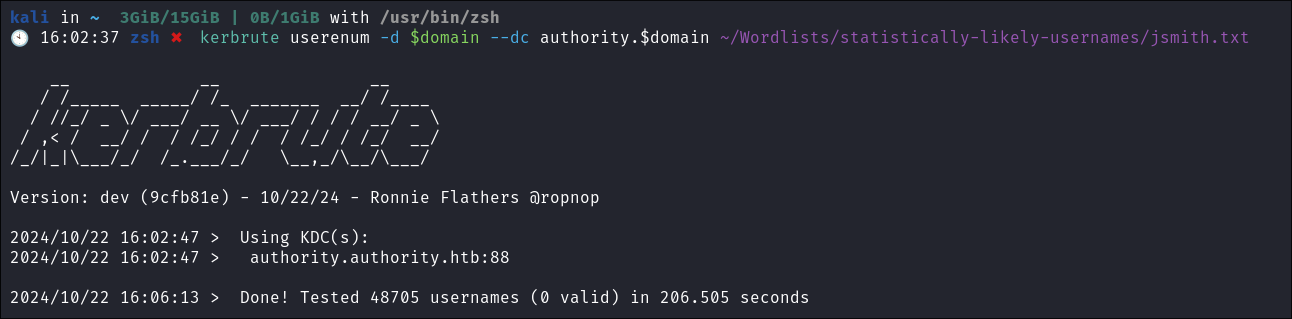 kali in ~ 3GiB/15GiB | 0B/1GiB with /usr/bin/zsh
16:02:37 zsh ✖ kerbrute userenum -d $domain --dc authority.$domain ~/Wordlists/statistically-likely-usernames/jsmith.txt
    __             __               __
   / /_____  _____/ /_  _______  __/ /____
  / //_/ _ \/ ___/ __ \/ ___/ / / / __/ _ \
 / ,< /  __/ /  / /_/ / /  / /_/ / /_/  __/
/_/|_|\___/_/  /_.___/_/   \__,_/\__/\___/
Version: dev (9cfb81e) - 10/22/24 - Ronnie Flathers @ropnop
2024/10/22 16:02:47 >  Using KDC(s):
2024/10/22 16:02:47 >   authority.authority.htb:88
2024/10/22 16:06:13 >  Done! Tested 48705 usernames (0 valid) in 206.505 seconds